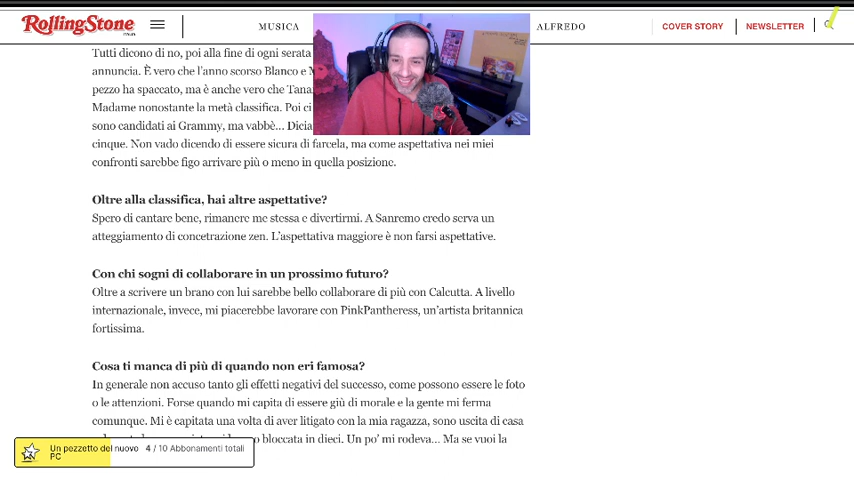 RollingStone
ITALIA
MUSICA
ALFREDO
COVER STORY
NEWSLETTER
Tutti dicono di no, poi alla fine di ogni serata
annuncia. È vero che l'anno scorso Blanco e
pezzo ha spaccato, ma è anche vero che
Madame nonostante la metà classifica. Poi ci
sono candidati ai Grammy, ma vabbè…
cinque. Non vado dicendo di essere sicura di farcela, ma come aspettativa nei miei
confronti sarebbe figo arrivare più o meno in quella posizione.
Oltre alla classifica, hai altre aspettative?
Spero di cantare bene, rimanere me stessa e divertirmi. A Sanremo credo serva un
atteggiamento di concetrazione zen. L'aspettativa maggiore è non farsi aspettative.
Con chi sogni di collaborare in un prossimo futuro?
Oltre a scrivere un brano con lui sarebbe bello collaborare di più con Calcutta. A livello
internazionale, invece, mi piacerebbe lavorare con PinkPantheress, un'artista britannica
fortissima.
Cosa ti manca di più di quando non eri famosa?
In generale non accuso tanto gli effetti negativi del successo, come possono essere le foto
o le attenzioni. Forse quando mi capita di essere giù di morale e la gente mi ferma
comunque. Mi è capitata una volta di aver litigato con la mia ragazza, sono uscita di casa
bloccata in dieci. Un po' mi rodeva… Ma se vuoi la
Un pezzetto del nuovo 4 / 10 Abbonamenti totali
PC